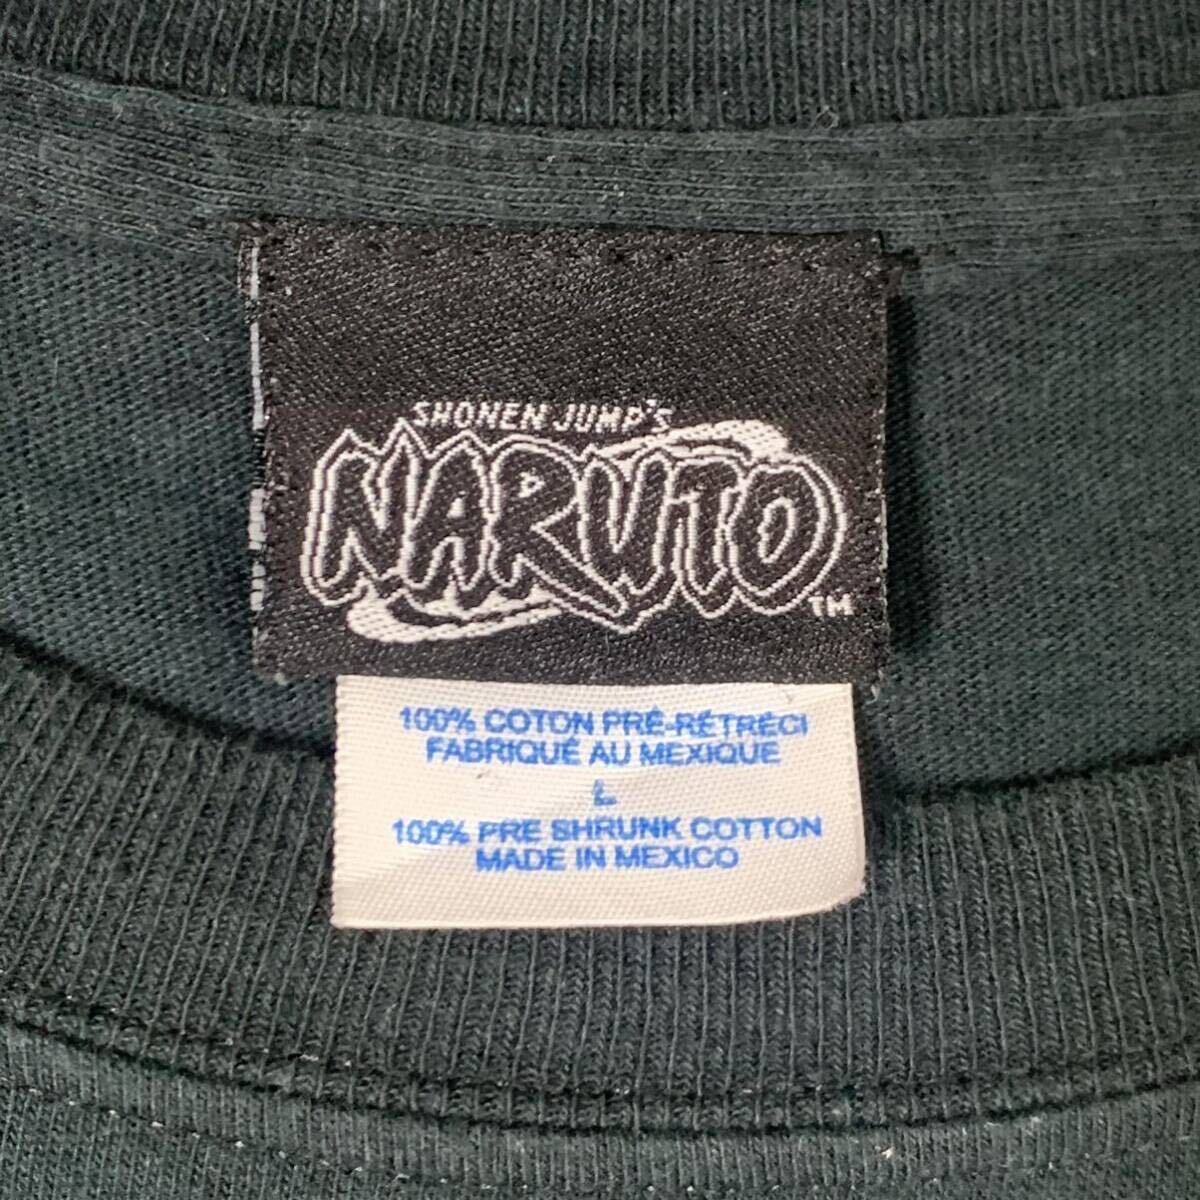 SHONEN JUMP'S
NARUTO
TM
100% COTON PRÉ-RÉTRÉCI
FABRIQUÉ AU MEXIQUE
L
100% PRE SHRUNK COTTON
MADE IN MEXICO